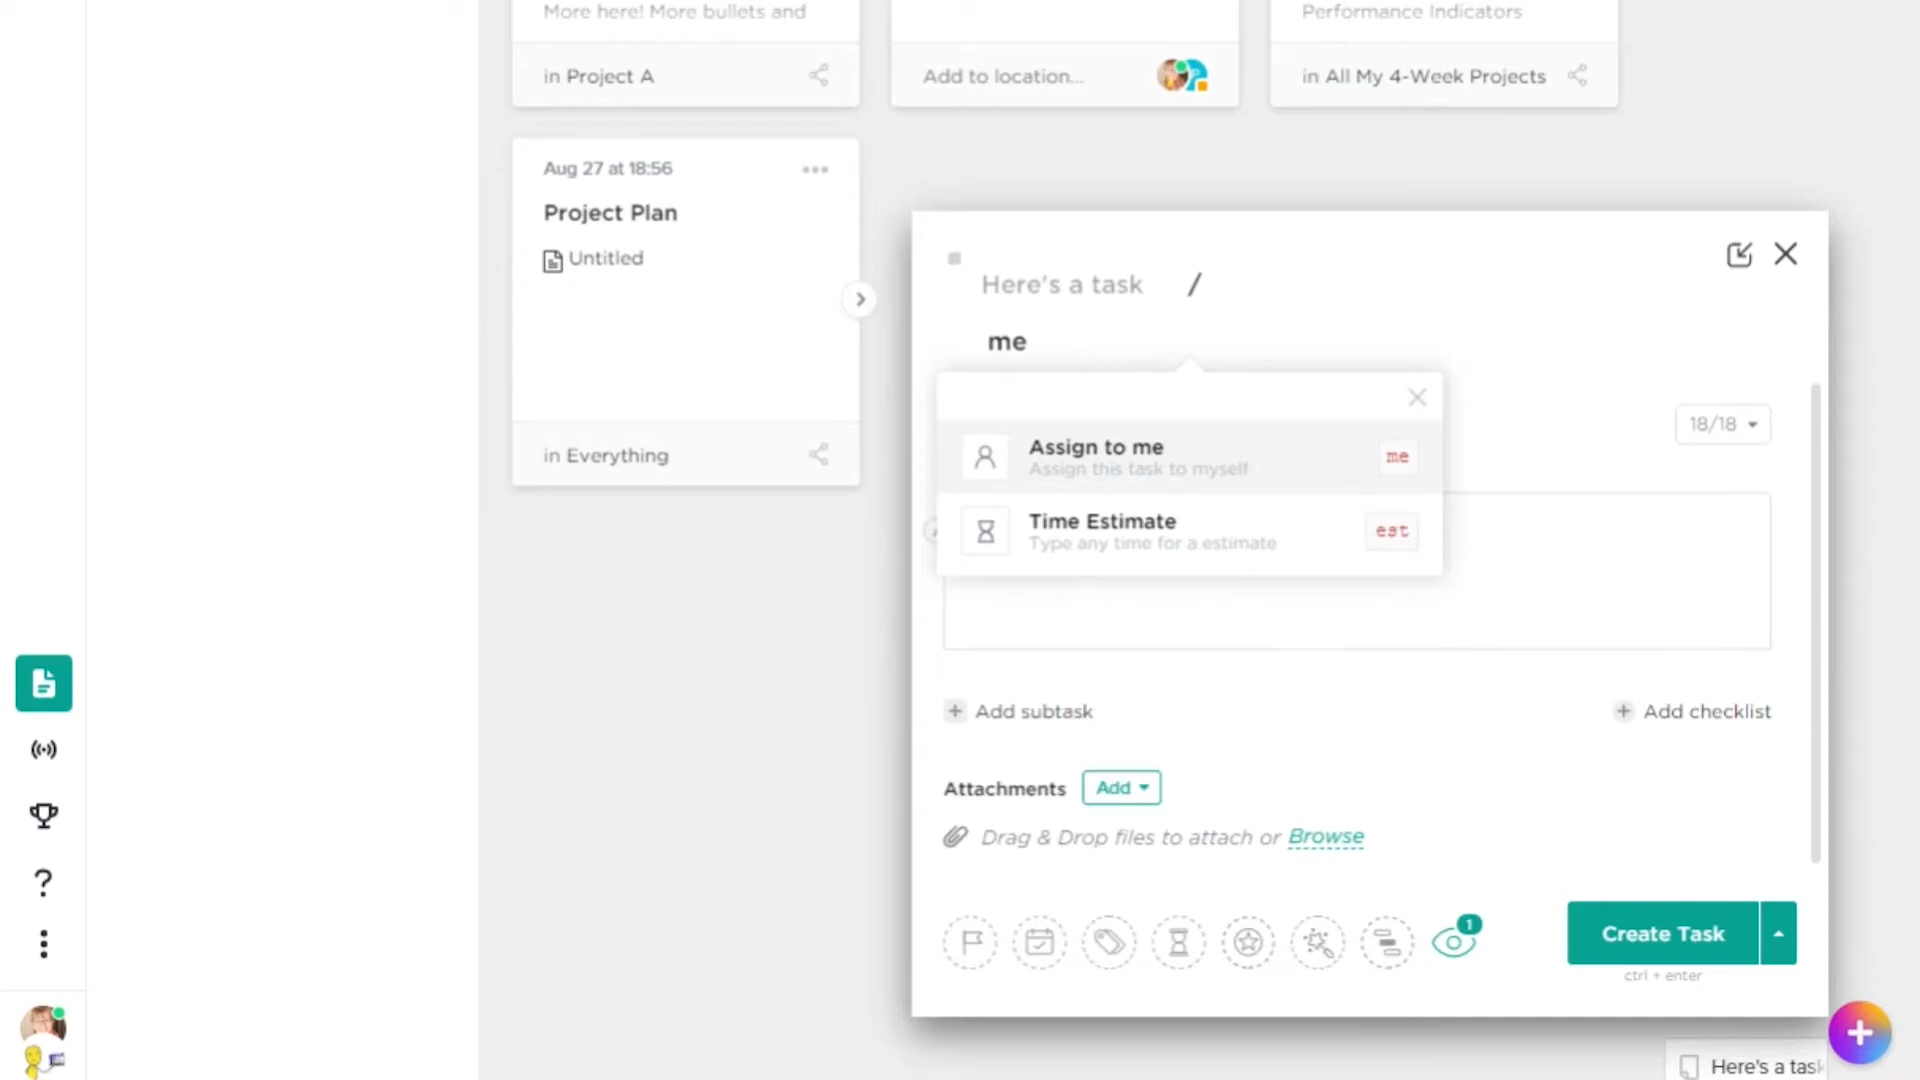 More here! More bullets and
Performance Indicators
in Project A
Add to location...
in All My 4-Week Projects
Aug 27 at 18:56
Project Plan
Untitled
in Everything
Here's a task /
me
18/18
Assign to me
me
Assign this task to myself
Time Estimate
est
Type any time for a estimate
+ Add subtask
+ Add checklist
Attachments Add
Drag & Drop files to attach or Browse
1
Create Task
ctrl + enter
Here's a task